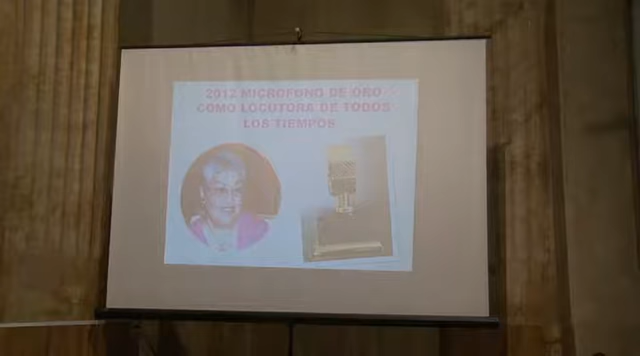 2012 MICROFONO DE ORO
COMO LOCUTORA DE TODOS
LOS TIEMPOS